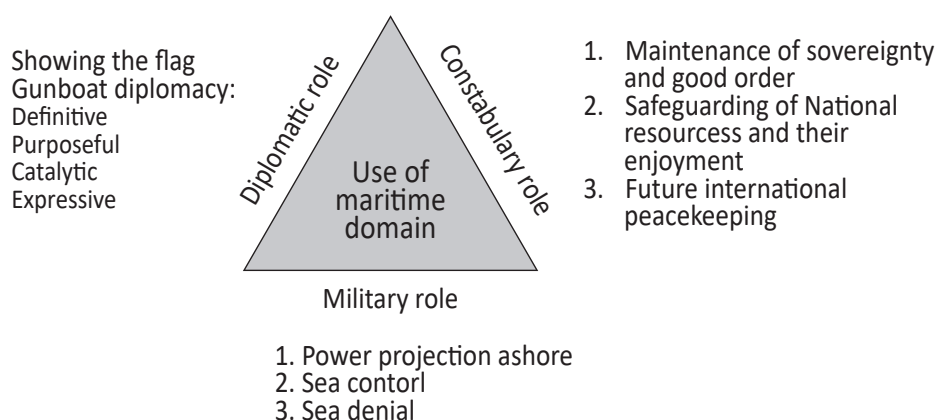 Showing the flag
Gunboat diplomacy:
Definitive
Purposeful
Catalytic
Expressive
Diplomatic role
Constabulary role
Use of
maritime
domain
1. Maintenance of sovereignty
and good order
2. Safeguarding of National
resourcess and their
enjoyment
3. Future international
peacekeeping
Military role
1. Power projection ashore
2. Sea contorl
3. Sea denial